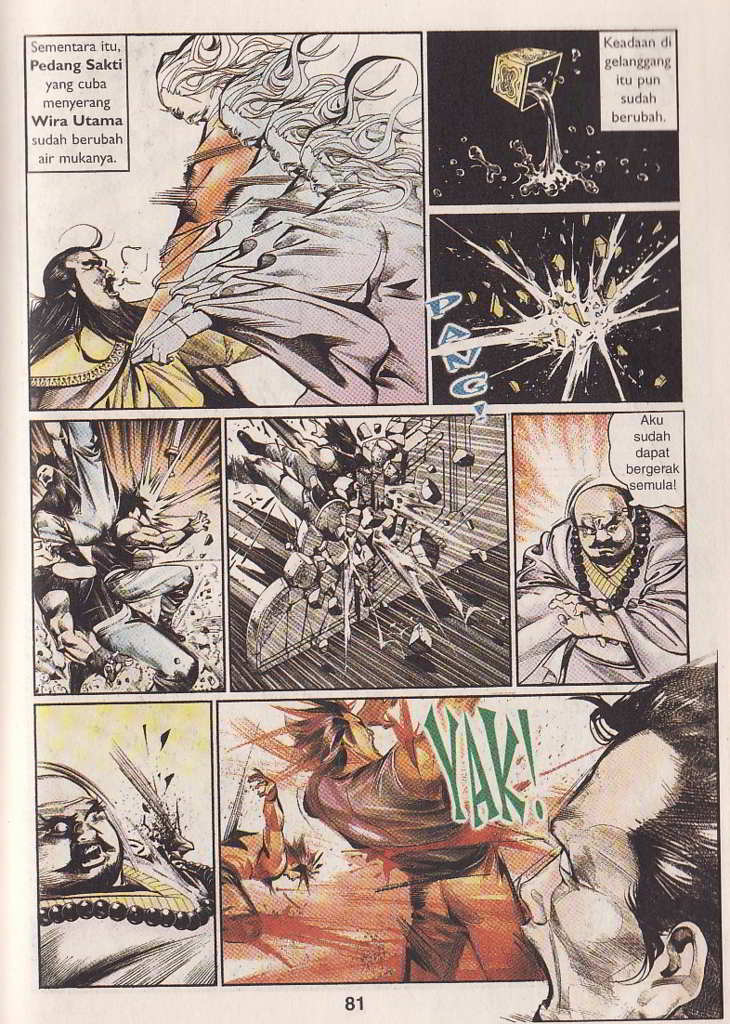 Sementara itu,
Pedang Sakti
yang cuba
menyerang
Wira Utama
sudah berubah
air mukanya.
Keadaan di
gelanggang
itu pun
sudah
berubah.
PANG!
Aku
sudah
dapat
bergerak
semula!
YAK!
81